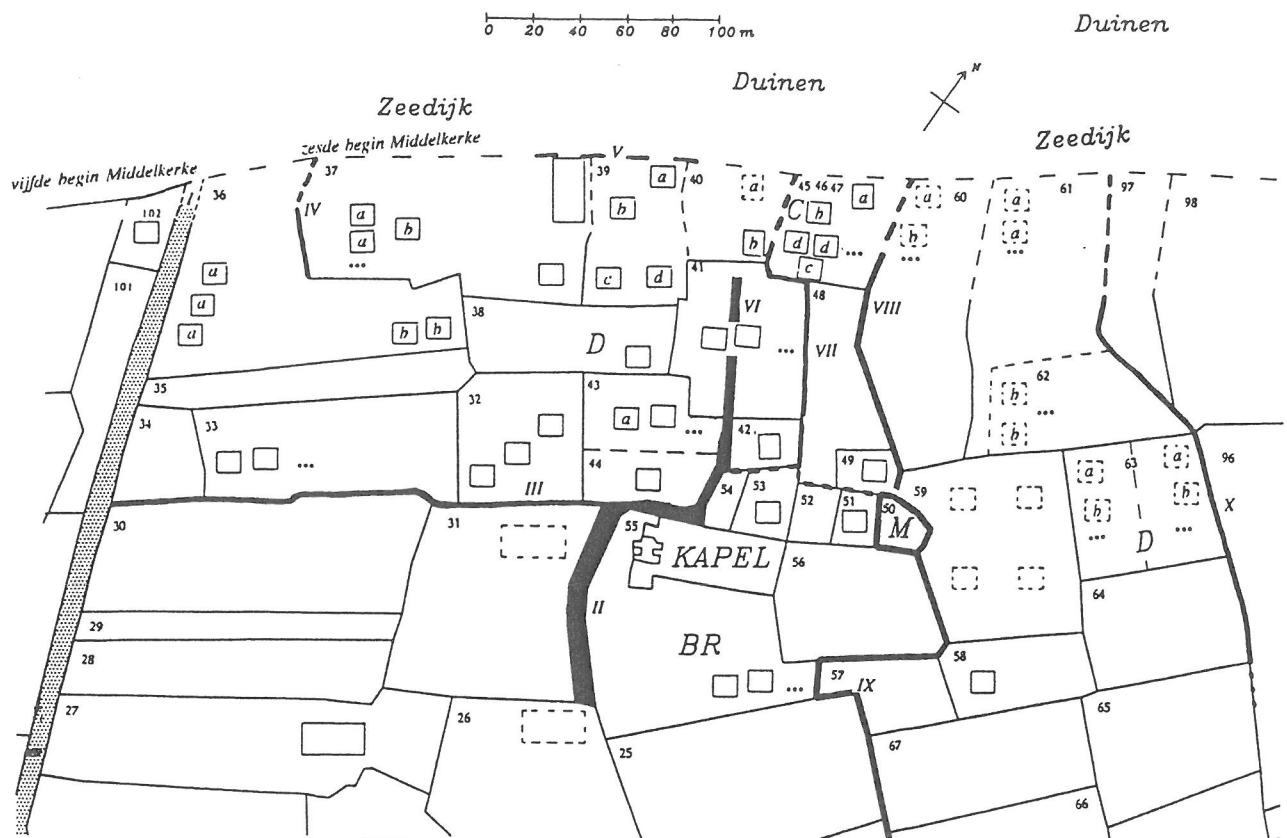 Duinen
0 20 40 60 80 100 m
N
Duinen
Zeedijk
Zeedijk
zesde begin Middelkerke
vijfde begin Middelkerke
V
36 37 39 40 45 46 47 60 61 97 98
102
a b a a a a
IV
a b b C b a b a
a b d d c
... ... ...
101
a c d 41 48
a
a b b
38 VI VII VIII
D
...
62
b
...
b
35
34 33 32 43 a ... 42 49
...
44
III
54 53 52 51 50 59
M
a 63 a 96
b b
... ...
D X
30 31 55
KAPEL
56
64
29
28
II
BR
...
57 IX 58
27 26 25 67 65
66